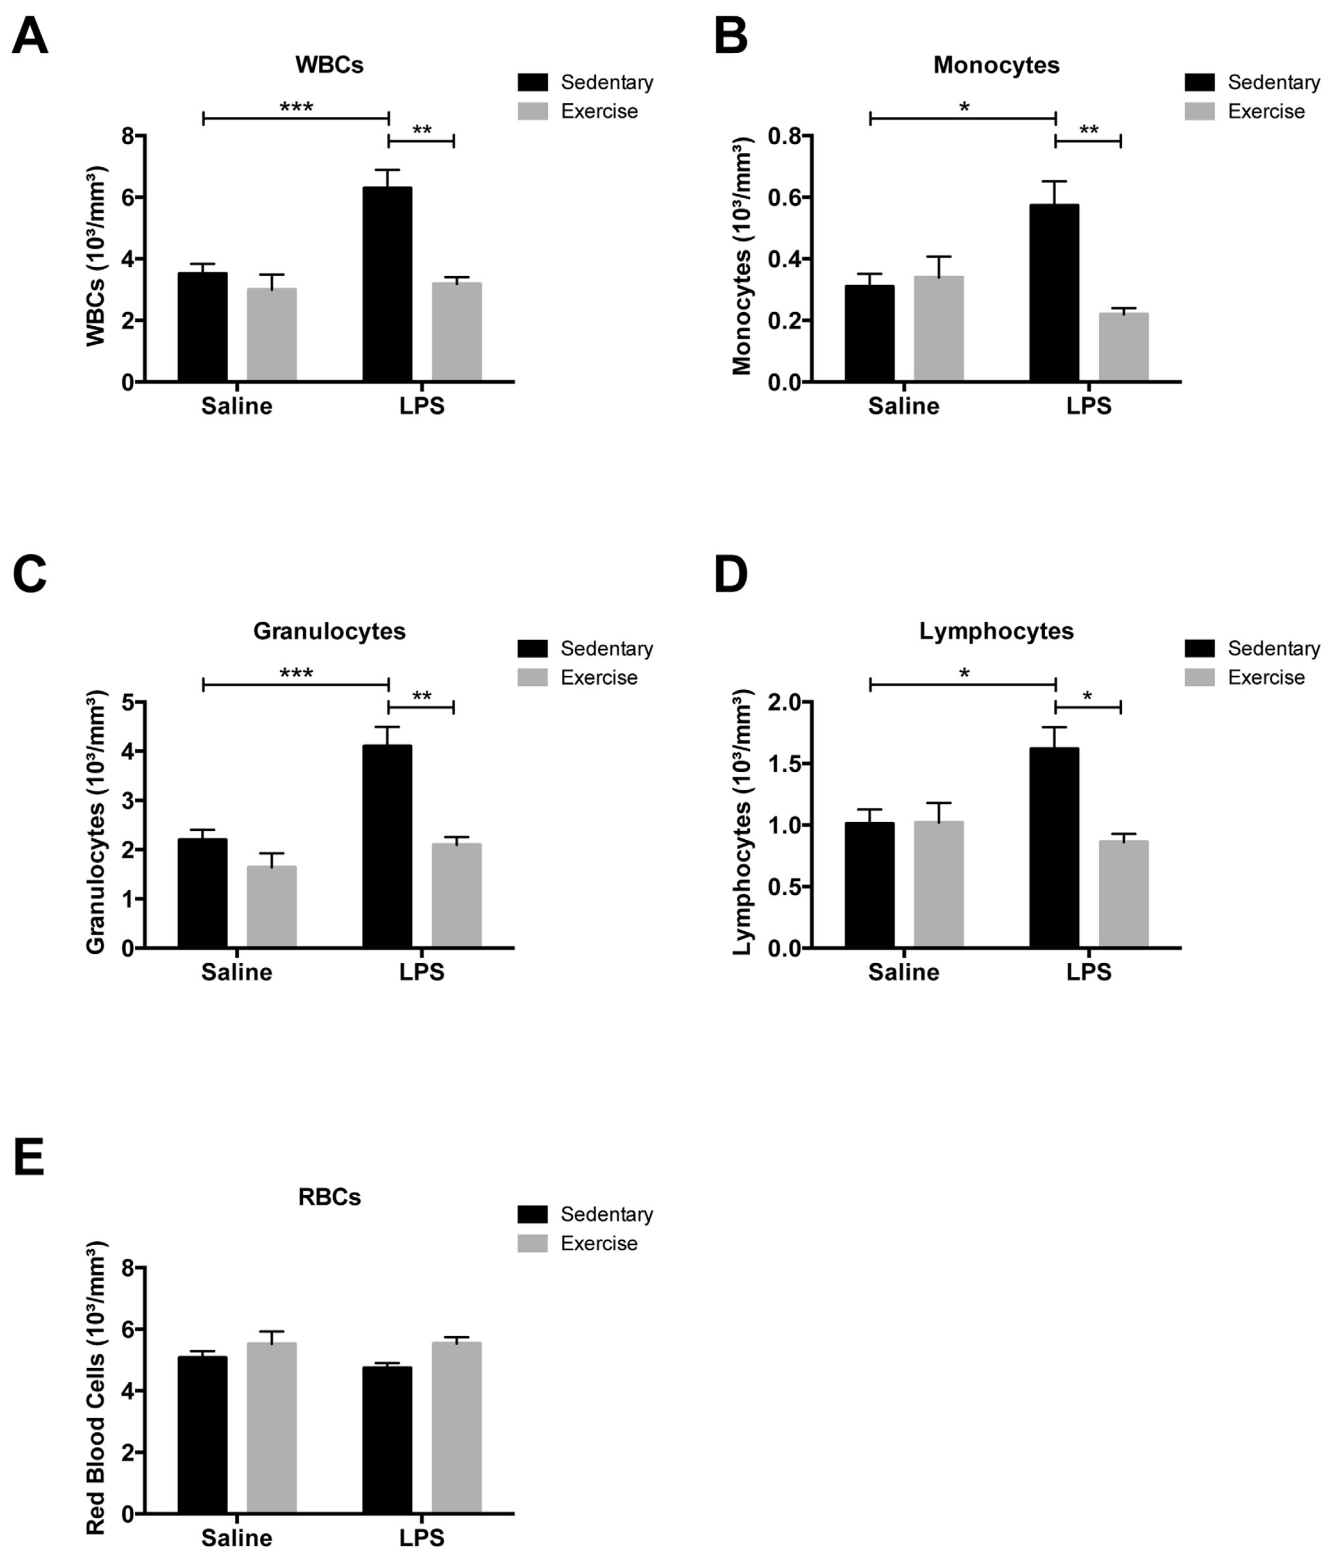 A
WBCs
Sedentary
Exercise
***
**
WBCs (10³/mm³)
8
6
4
2
0
Saline
LPS
B
Monocytes
Sedentary
Exercise
*
**
Monocytes (10³/mm³)
0.8
0.6
0.4
0.2
0.0
Saline
LPS
C
Granulocytes
Sedentary
Exercise
***
**
Granulocytes (10³/mm³)
5
4
3
2
1
0
Saline
LPS
D
Lymphocytes
Sedentary
Exercise
*
*
Lymphocytes (10³/mm³)
2.0
1.5
1.0
0.5
0.0
Saline
LPS
E
RBCs
Sedentary
Exercise
Red Blood Cells (10³/mm³)
8
6
4
2
0
Saline
LPS